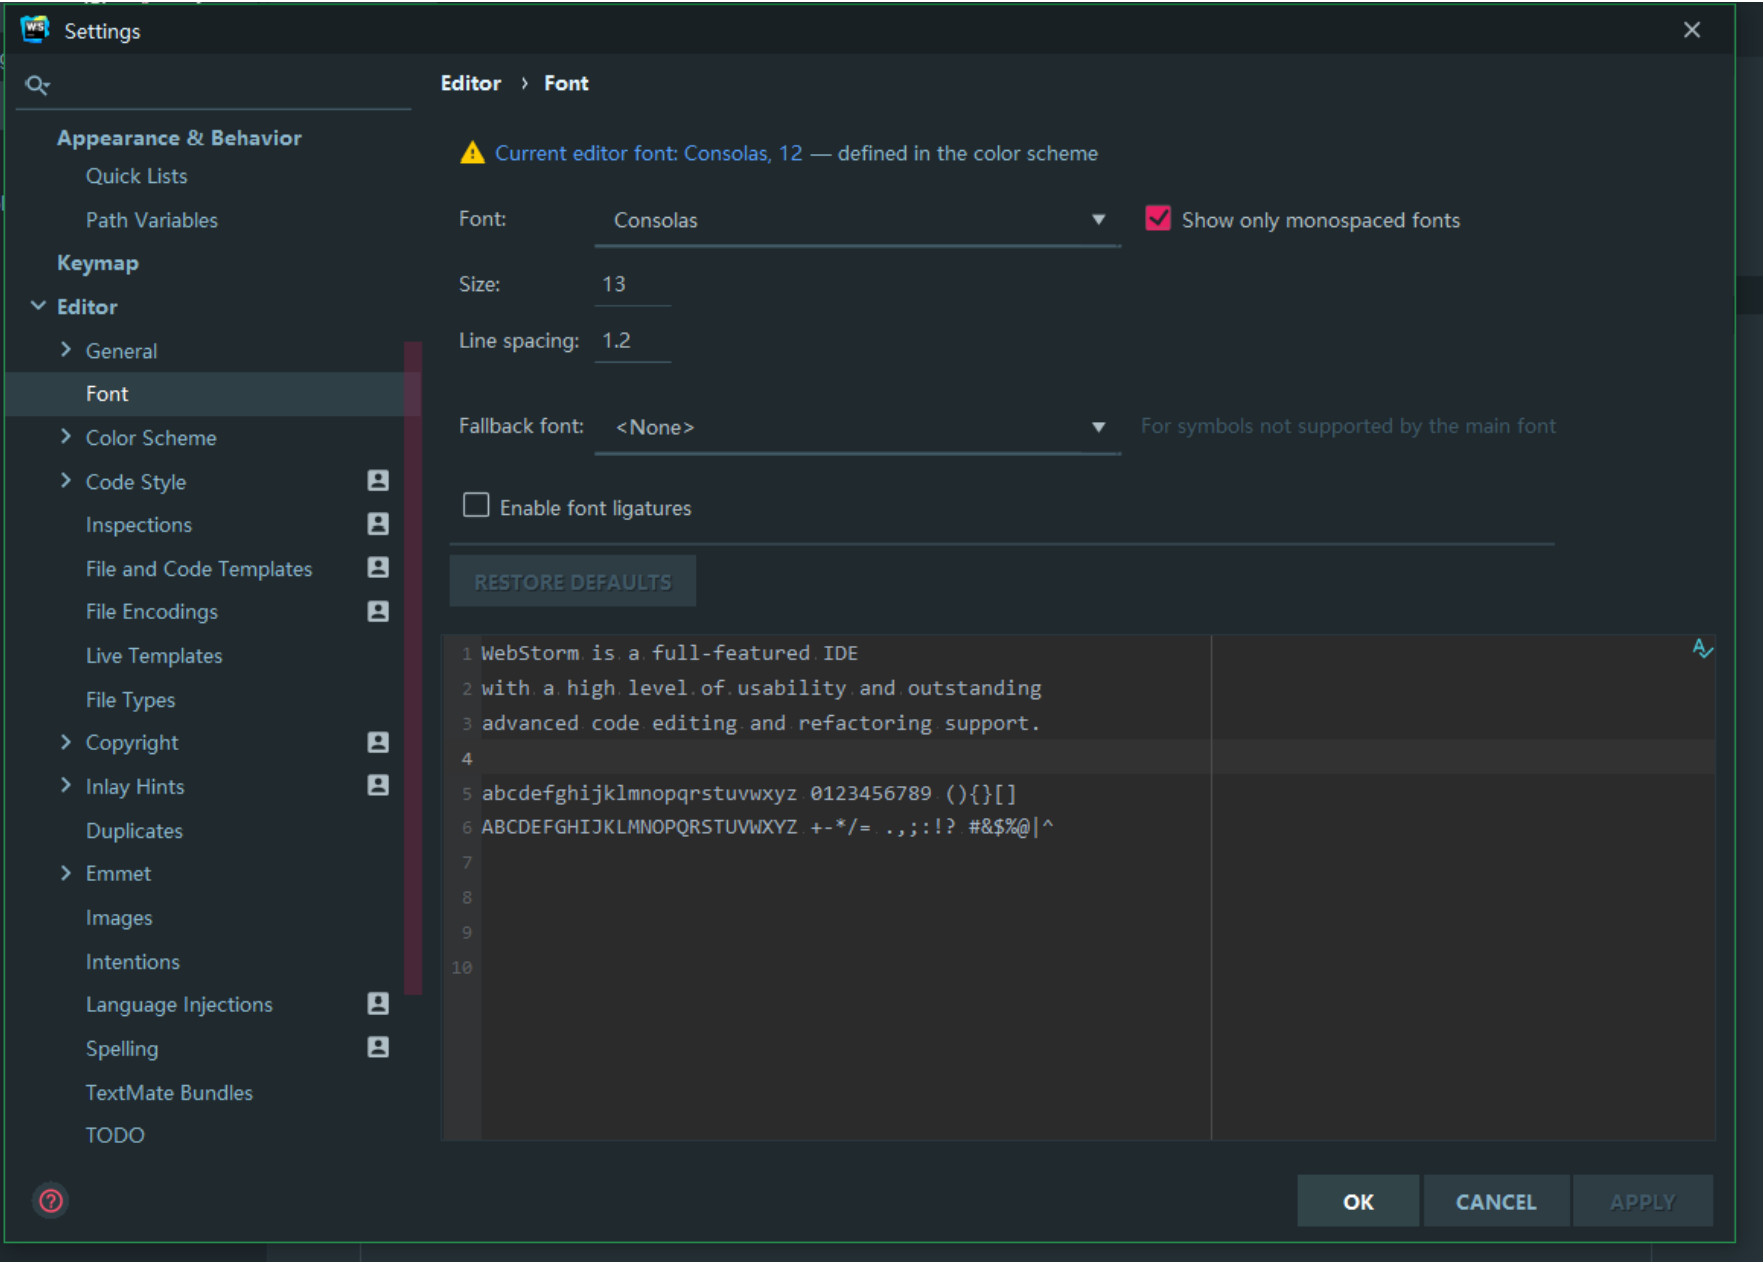 WS Settings
Appearance & Behavior
Quick Lists
Path Variables
Keymap
Editor
General
Font
Color Scheme
Code Style
Inspections
File and Code Templates
File Encodings
Live Templates
File Types
Copyright
Inlay Hints
Duplicates
Emmet
Images
Intentions
Language Injections
Spelling
TextMate Bundles
TODO
Editor › Font
Current editor font: Consolas, 12 — defined in the color scheme
Font: Consolas Show only monospaced fonts
Size: 13
Line spacing: 1.2
Fallback font: <None> For symbols not supported by the main font
Enable font ligatures
RESTORE DEFAULTS
1 WebStorm is a full-featured IDE
2 with a high level of usability and outstanding
3 advanced code editing and refactoring support.
4
5 abcdefghijklmnopqrstuvwxyz 0123456789 (){}[]
6 ABCDEFGHIJKLMNOPQRSTUVWXYZ +-*/= .,;:!? #&$%@|^
7
8
9
10
? OK CANCEL APPLY